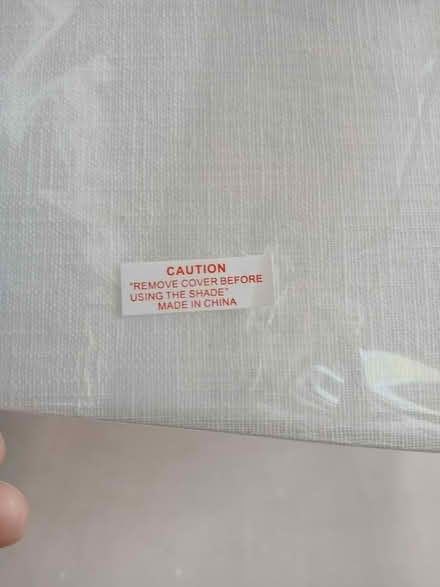 CAUTION
"REMOVE COVER BEFORE
USING THE SHADE"
MADE IN CHINA